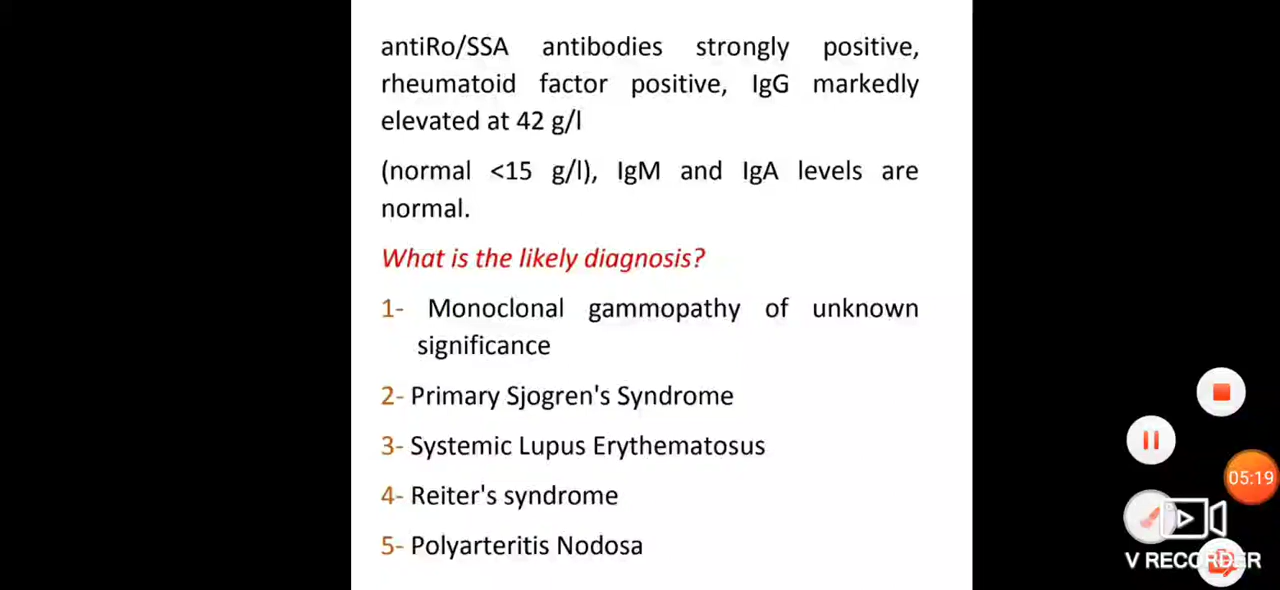 antiRo/SSA antibodies strongly positive,
rheumatoid factor positive, IgG markedly
elevated at 42 g/l
(normal <15 g/l), IgM and IgA levels are
normal.
What is the likely diagnosis?
1- Monoclonal gammopathy of unknown
significance
2- Primary Sjogren's Syndrome
3- Systemic Lupus Erythematosus
4- Reiter's syndrome
5- Polyarteritis Nodosa
05:19
V RECORDER